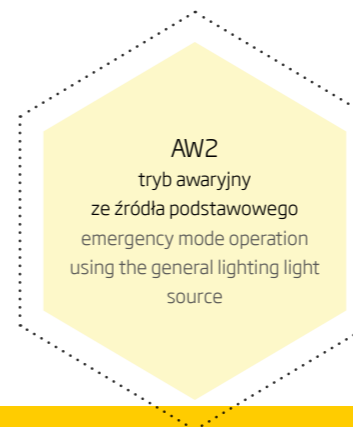 AW2
tryb awaryjny
ze źródła podstawowego
emergency mode operation
using the general lighting light
source